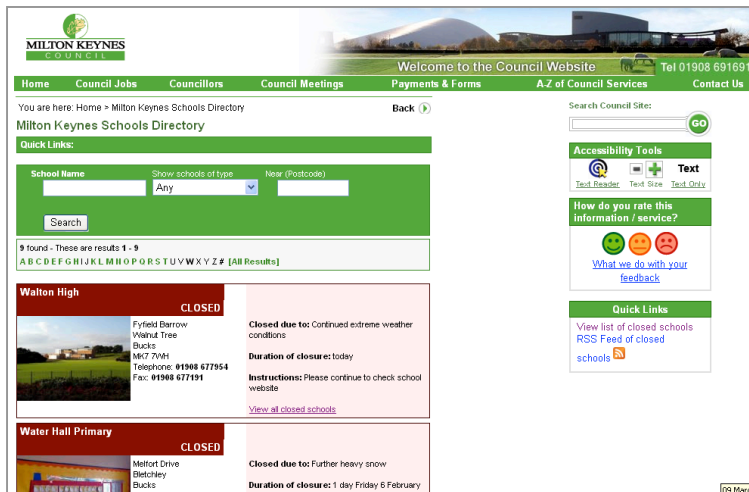 MILTON KEYNES
COUNCIL
Welcome to the Council Website
Tel 01908 691691
Home Council Jobs Councillors Council Meetings Payments & Forms A-Z of Council Services Contact Us
You are here: Home > Milton Keynes Schools Directory
Back
Milton Keynes Schools Directory
Quick Links:
School Name Show schools of type Near (Postcode)
Any
Search
9 found - These are results 1 - 9
A B C D E F G H I J K L M N O P Q R S T U V W X Y Z # [All Results]
Walton High
CLOSED
Fyfield Barrow
Walnut Tree
Bucks
MK7 7WH
Telephone: 01908 677954
Fax: 01908 677191
Closed due to: Continued extreme weather
conditions
Duration of closure: today
Instructions: Please continue to check school
website
View all closed schools
Water Hall Primary
CLOSED
Melfort Drive
Bletchley
Bucks
Closed due to: Further heavy snow
Duration of closure: 1 day Friday 6 February
Search Council Site:
GO
Accessibility Tools
Text
Text Reader Text Size Text Only
How do you rate this
information / service?
What we do with your
feedback
Quick Links
View list of closed schools
RSS Feed of closed
schools
09 Mar